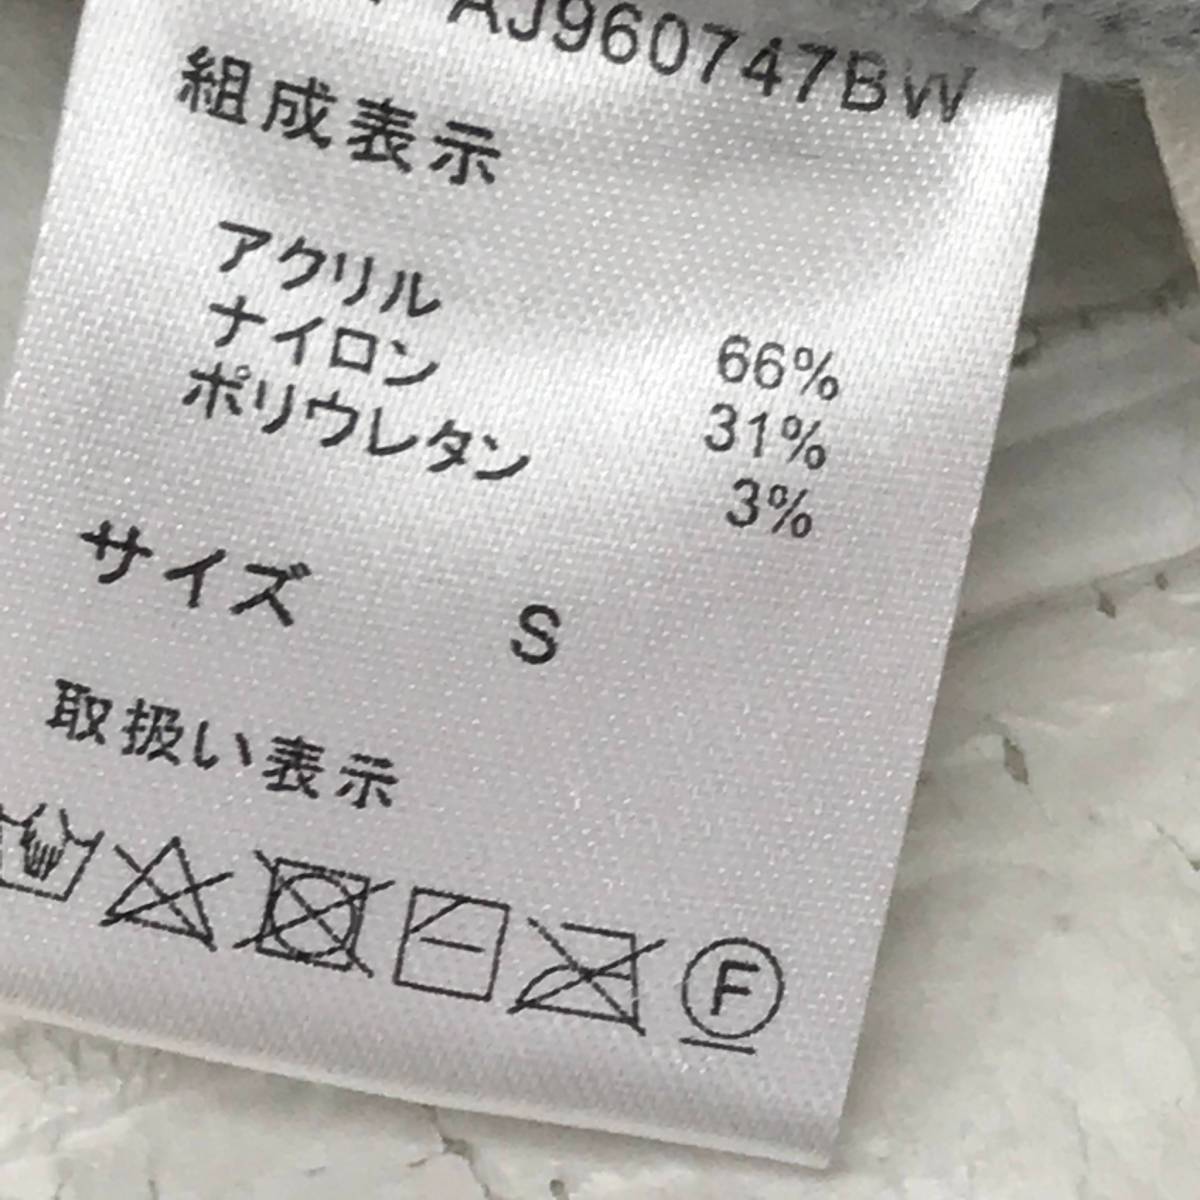 AJ960747BW
組成表示
アクリル 66%
ナイロン 31%
ポリウレタン 3%
サイズ S
取扱い表示
F